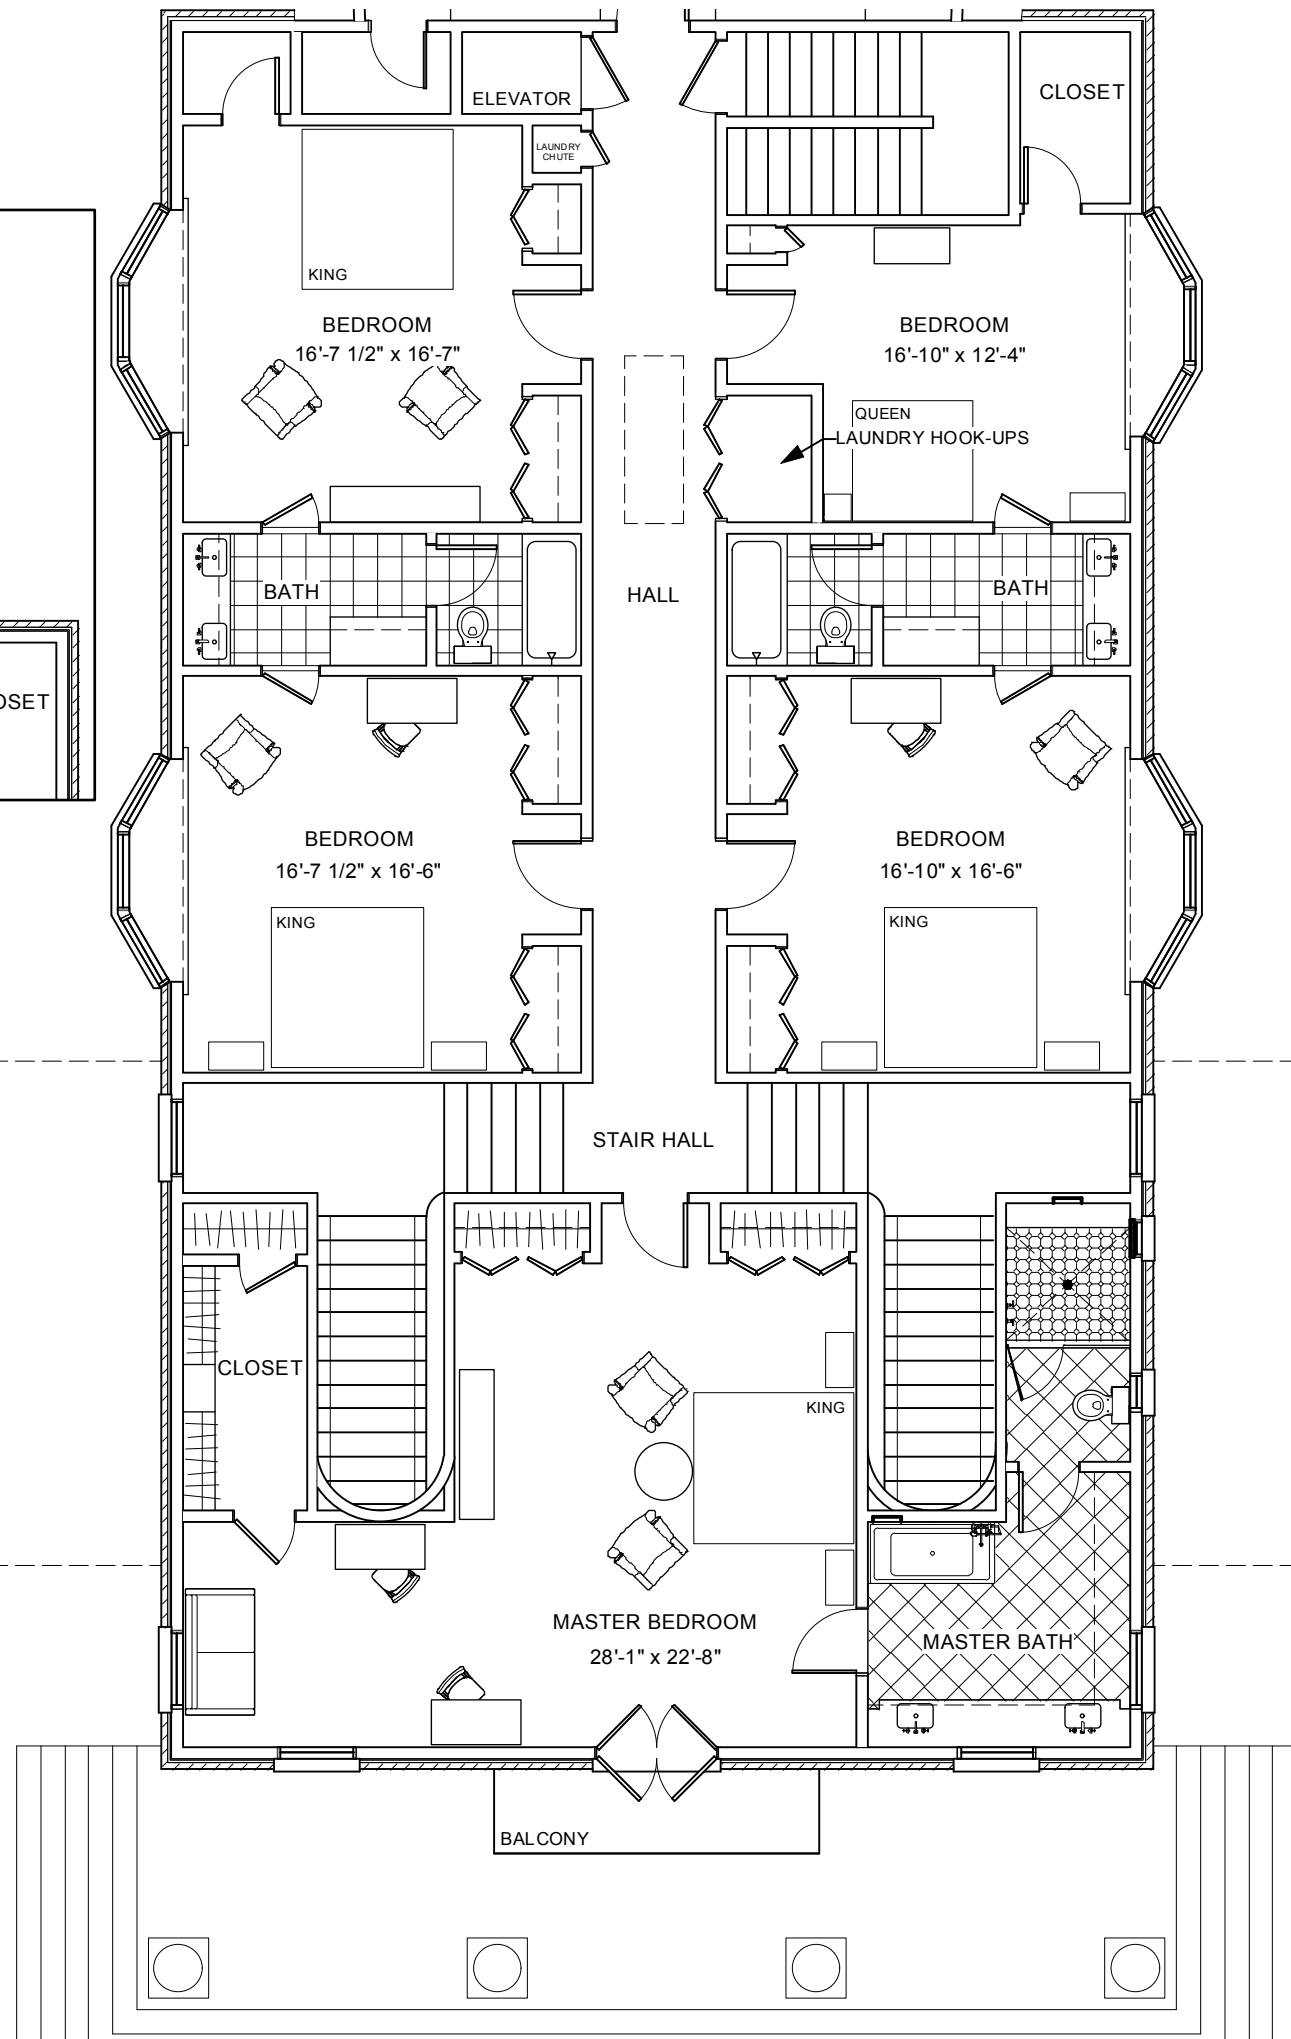 ELEVATOR
CLOSET
LAUNDRY
CHUTE
KING
BEDROOM
16'-7 1/2" x 16'-7"
BEDROOM
16'-10" x 12'-4"
QUEEN
LAUNDRY HOOK-UPS
BATH
HALL
BATH
OSET
BEDROOM
16'-7 1/2" x 16'-6"
BEDROOM
16'-10" x 16'-6"
KING
KING
STAIR HALL
CLOSET
KING
MASTER BEDROOM
28'-1" x 22'-8"
MASTER BATH
BALCONY